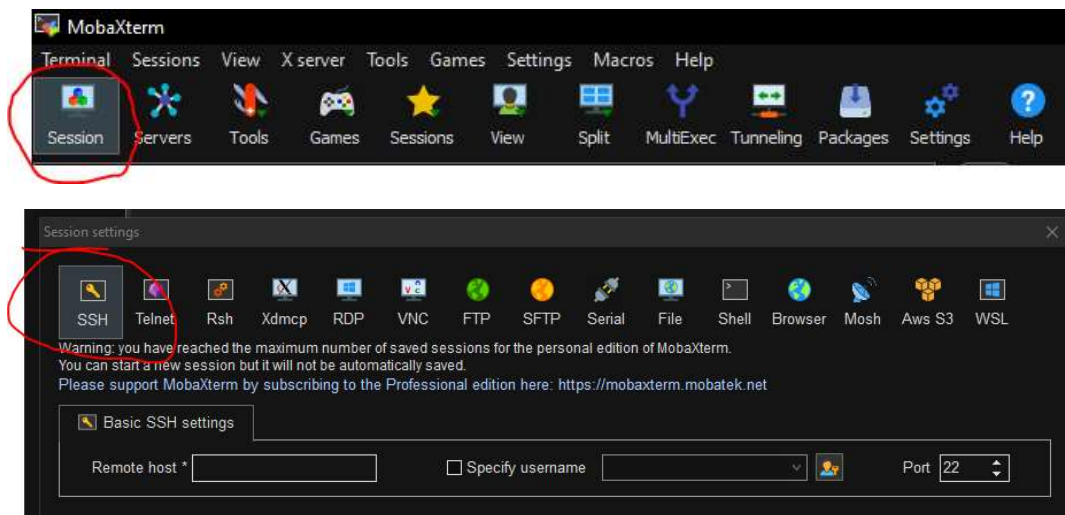 MobaXterm
Terminal Sessions View X server Tools Games Settings Macros Help
Session Servers Tools Games Sessions View Split MultiExec Tunneling Packages Settings Help
Session settings
SSH Telnet Rsh Xdmcp RDP VNC FTP SFTP Serial File Shell Browser Mosh Aws S3 WSL
Warning: you have reached the maximum number of saved sessions for the personal edition of MobaXterm.
You can start a new session but it will not be automatically saved.
Please support MobaXterm by subscribing to the Professional edition here: https://mobaxterm.mobatek.net
Basic SSH settings
Remote host * Specify username Port 22